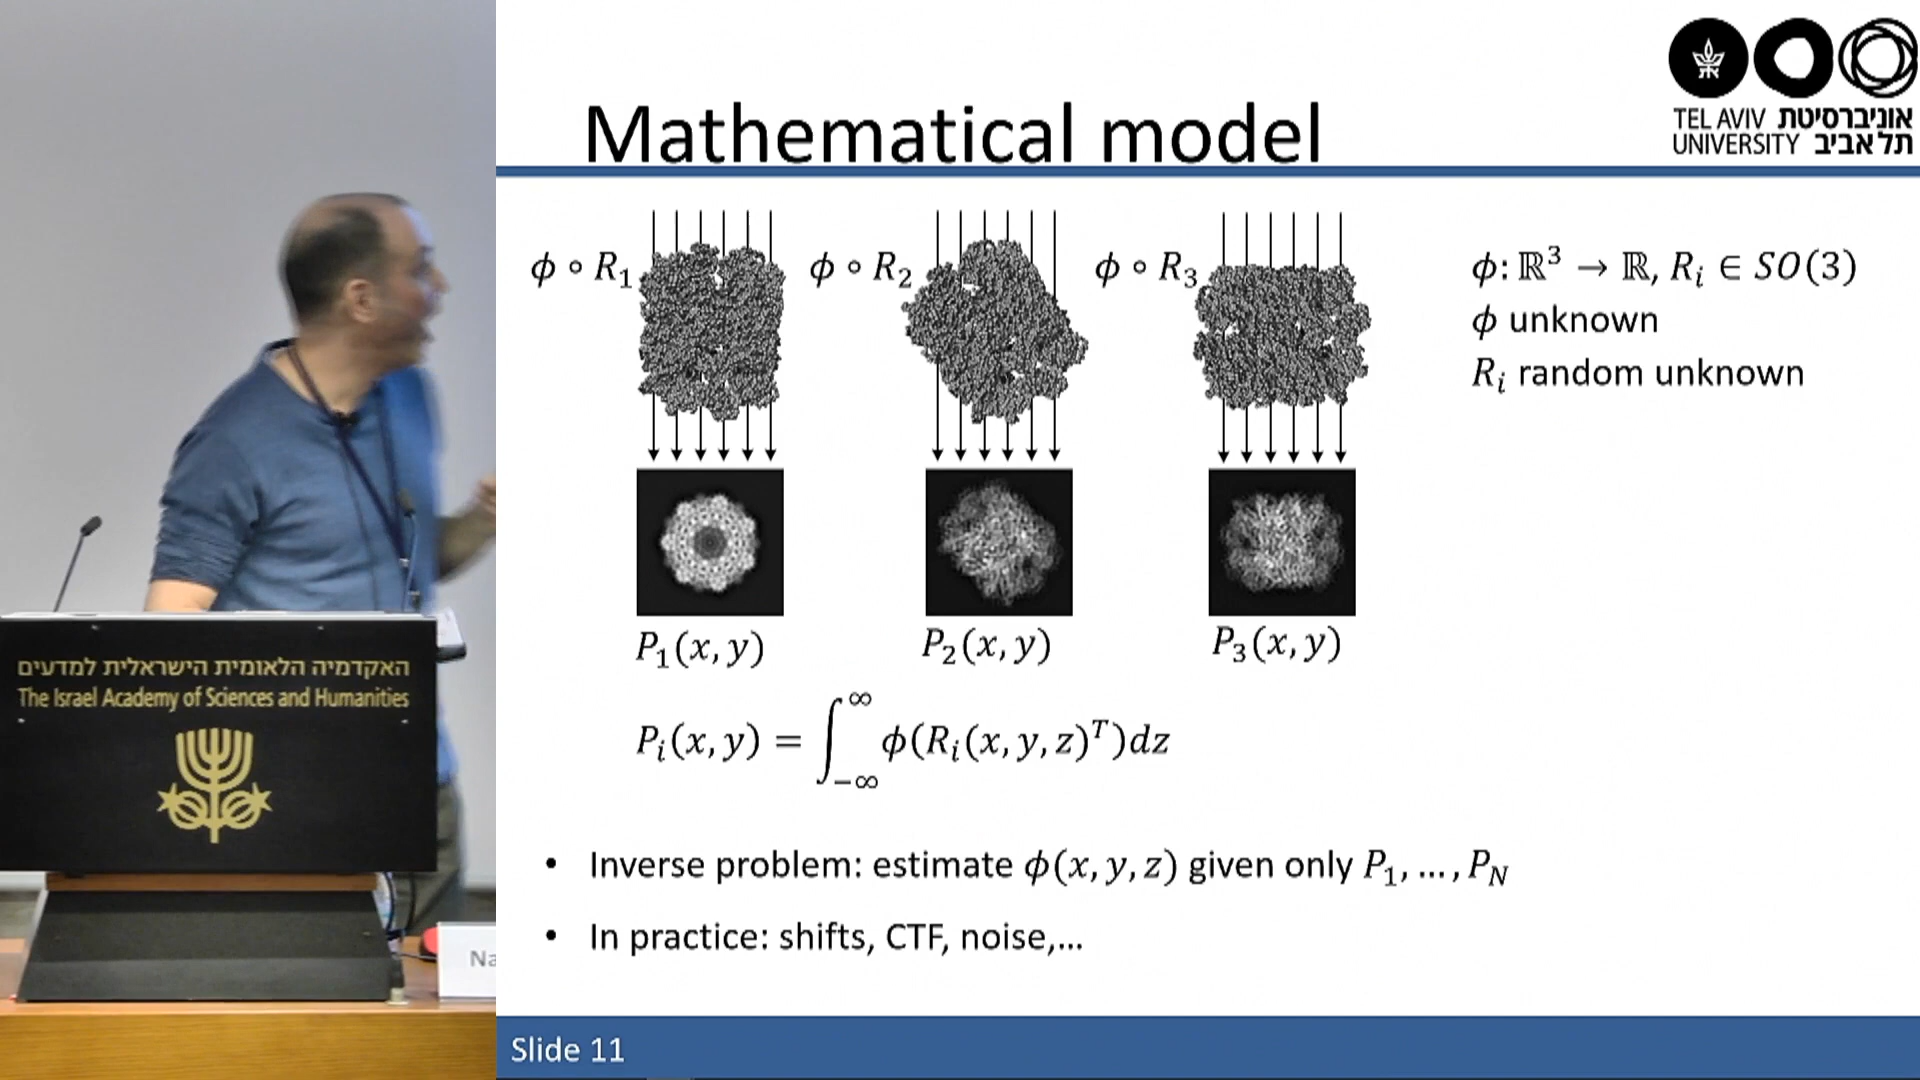 Mathematical model
TEL AVIV אוניברסיטת
UNIVERSITY תל אביב
ϕ ∘ R₁
ϕ ∘ R₂
ϕ ∘ R₃
ϕ: ℝ³ → ℝ, Rᵢ ∈ SO(3)
ϕ unknown
Rᵢ random unknown
P₁(x, y)
P₂(x, y)
P₃(x, y)
Pᵢ(x, y) = ∫_{−∞}^{∞} ϕ(Rᵢ(x, y, z)ᵀ)dz
• Inverse problem: estimate ϕ(x, y, z) given only P₁, … , P_N
• In practice: shifts, CTF, noise,…
Slide 11
האקדמיה הלאומית הישראלית למדעים
The Israel Academy of Sciences and Humanities